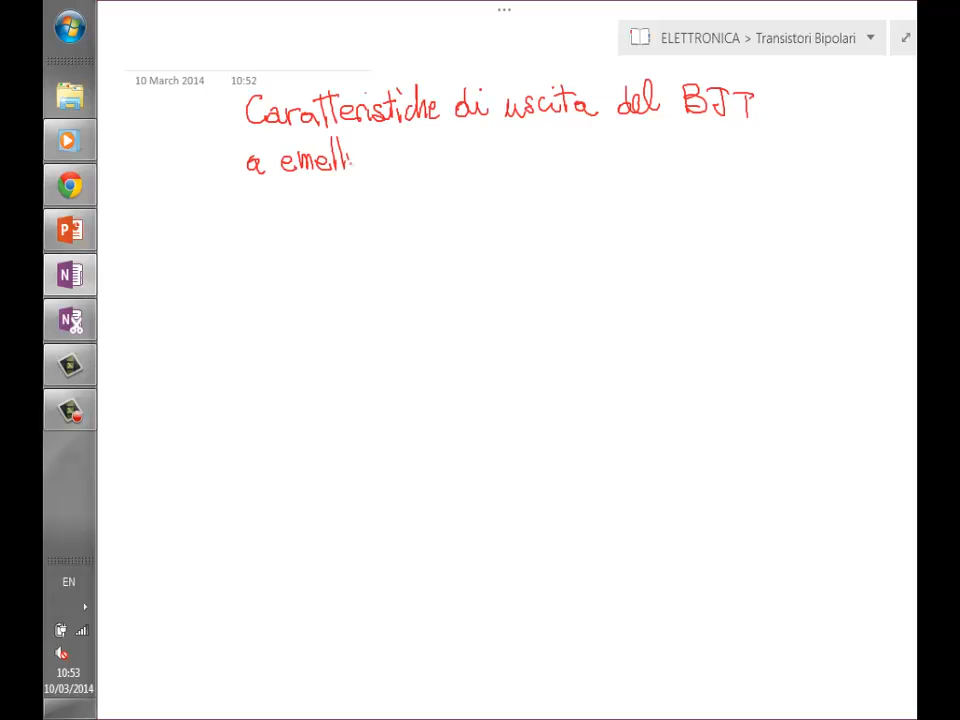 ELETTRONICA > Transistori Bipolari
10 March 2014 10:52
Caratteristiche di uscita del BJT
a emett
EN
10:53
10/03/2014